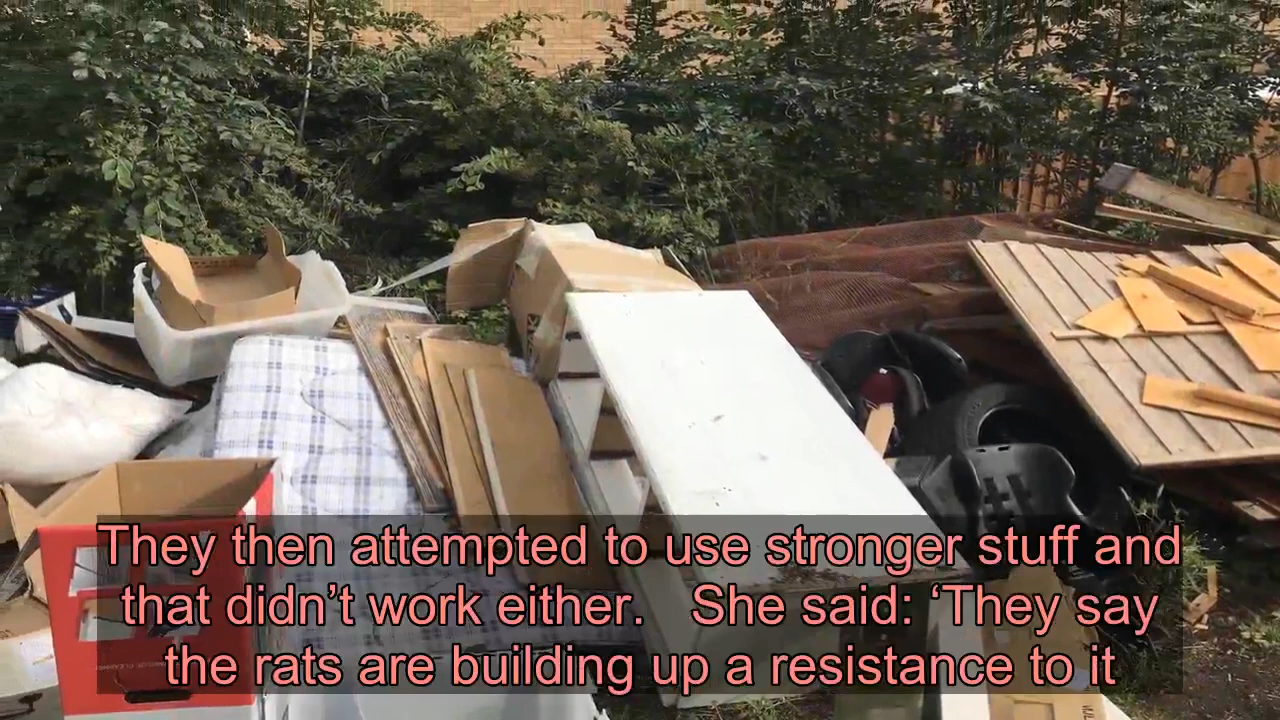 They then attempted to use stronger stuff and
that didn’t work either.   She said: ‘They say
the rats are building up a resistance to it